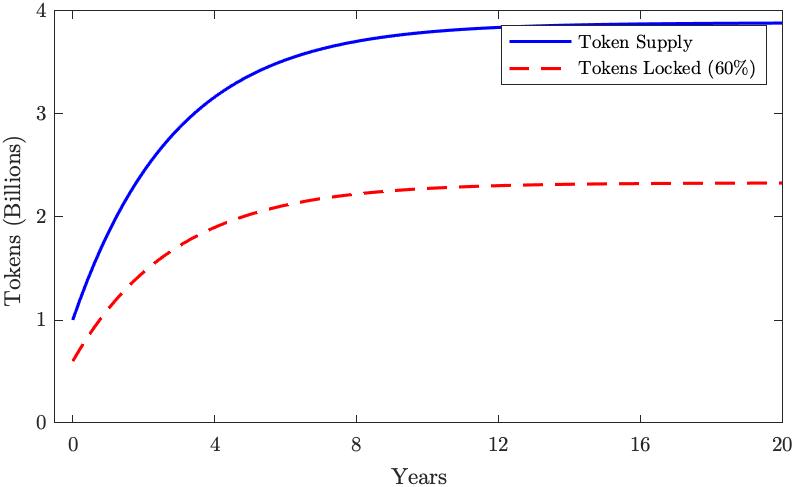 4
3
2
1
0
Tokens (Billions)
Token Supply
Tokens Locked (60%)
0 4 8 12 16 20
Years